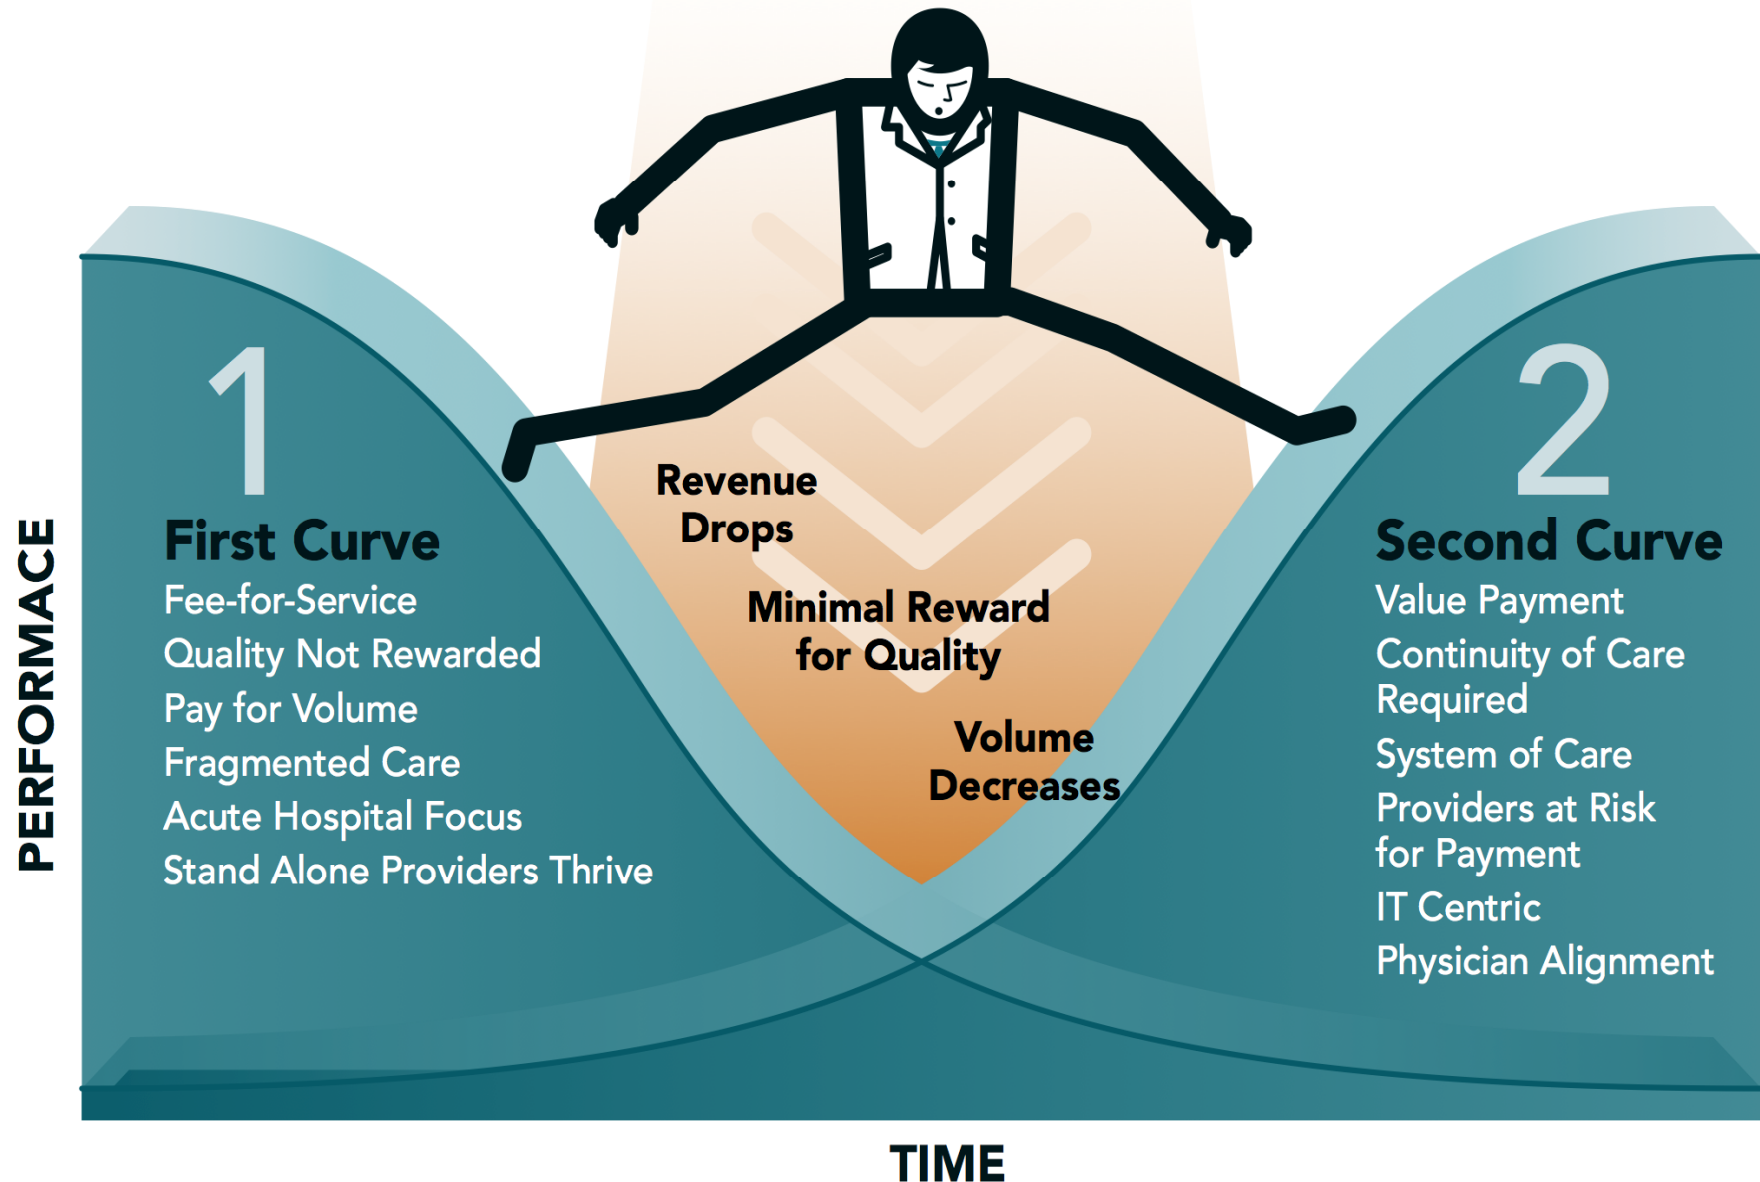 PERFORMACE
1
First Curve
Fee-for-Service
Quality Not Rewarded
Pay for Volume
Fragmented Care
Acute Hospital Focus
Stand Alone Providers Thrive
Revenue
Drops
Minimal Reward
for Quality
Volume
Decreases
2
Second Curve
Value Payment
Continuity of Care
Required
System of Care
Providers at Risk
for Payment
IT Centric
Physician Alignment
TIME